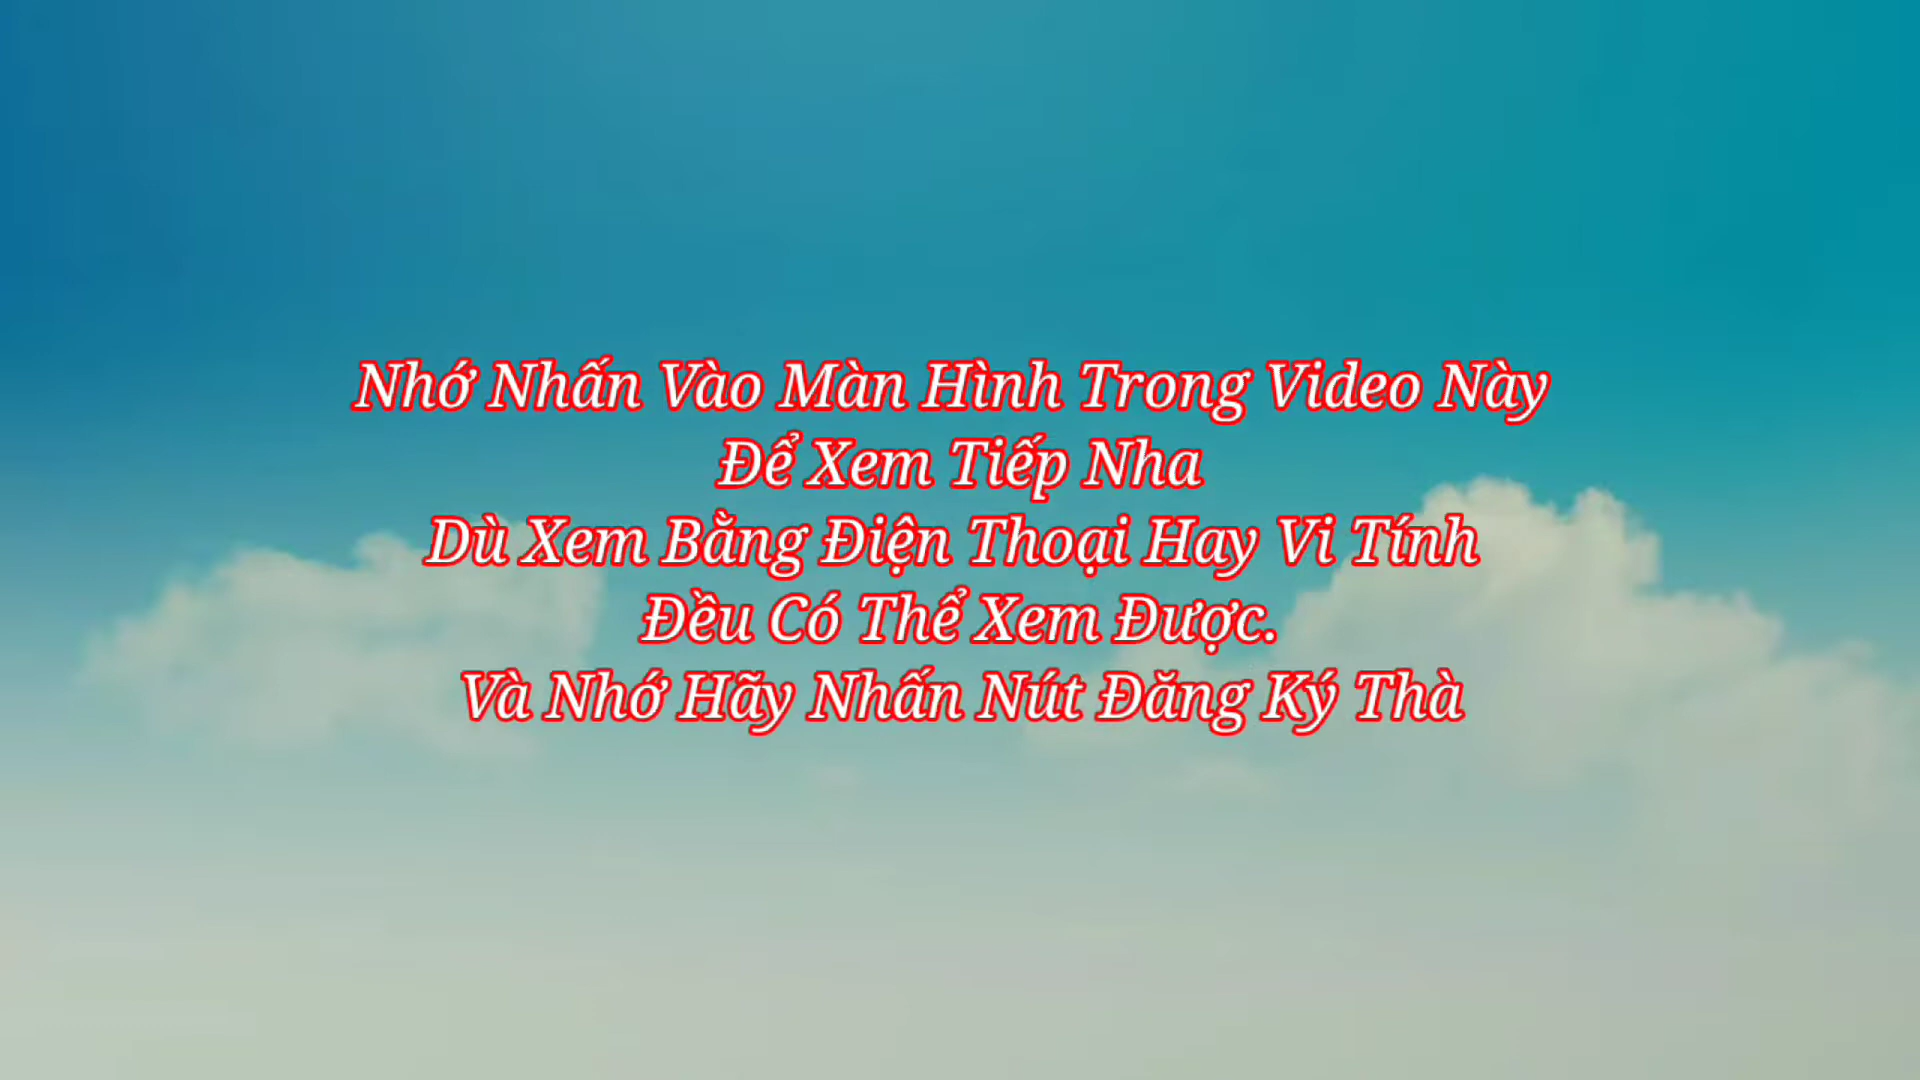 Nhớ Nhấn Vào Màn Hình Trong Video Này
Để Xem Tiếp Nha
Dù Xem Bằng Điện Thoại Hay Vi Tính
Đều Có Thể Xem Được.
Và Nhớ Hãy Nhấn Nút Đăng Ký Thà